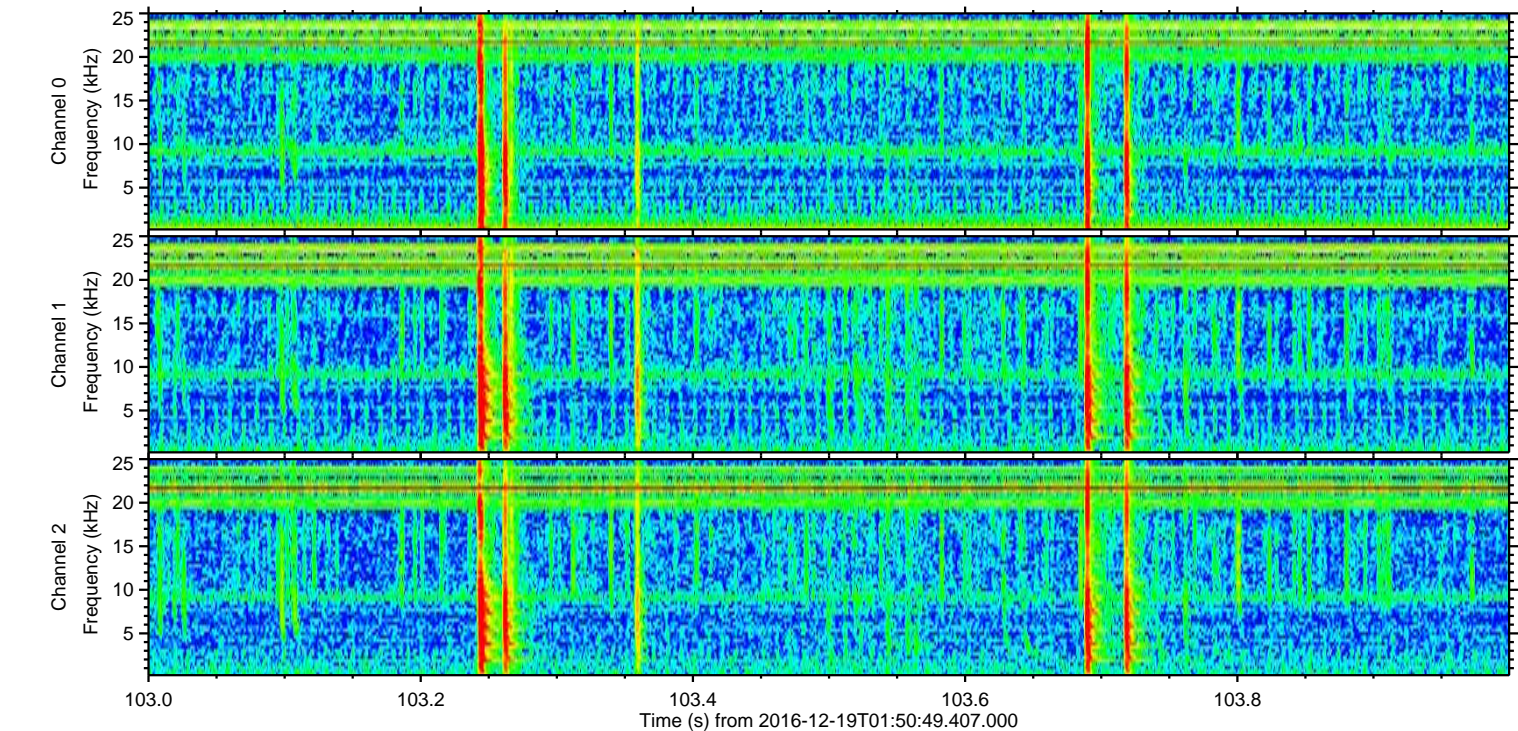 Channel 0
Frequency (kHz)
25
20
15
10
5
Channel 1
Frequency (kHz)
25
20
15
10
5
Channel 2
Frequency (kHz)
25
20
15
10
5
103.0 103.2 103.4 103.6 103.8
Time (s) from 2016-12-19T01:50:49.407.000